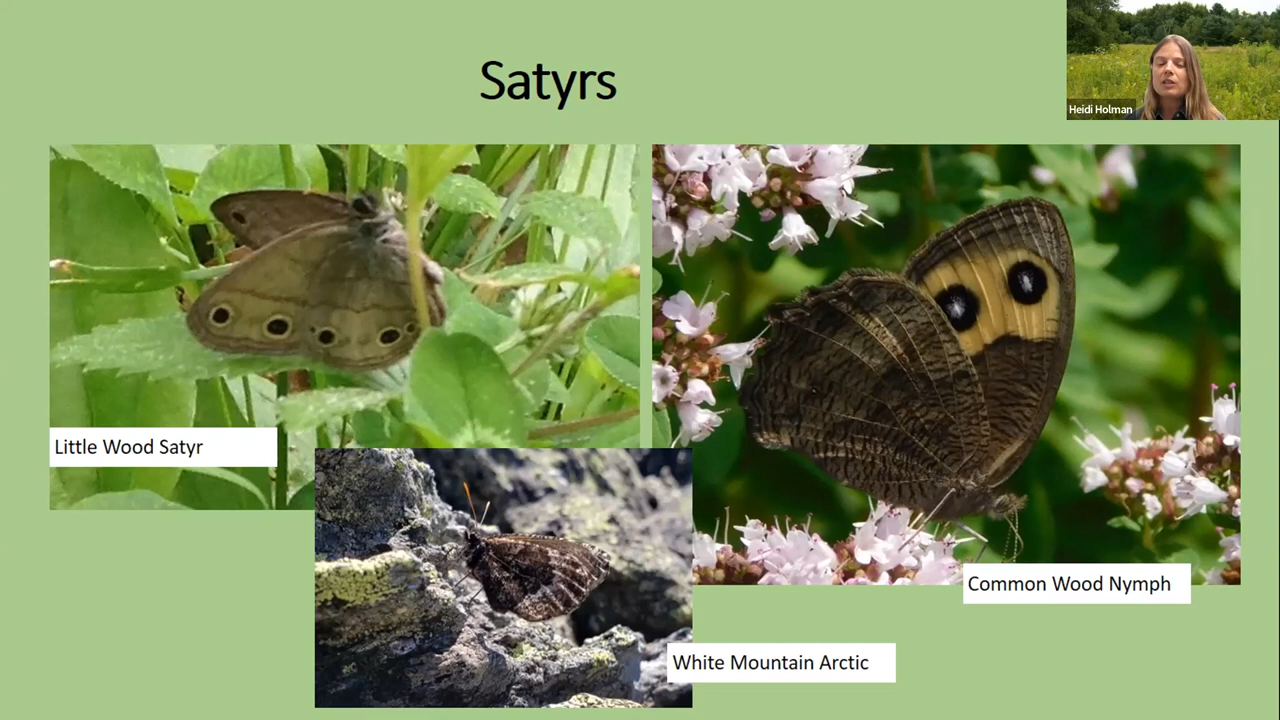 Satyrs
Heidi Holman
Little Wood Satyr
Common Wood Nymph
White Mountain Arctic